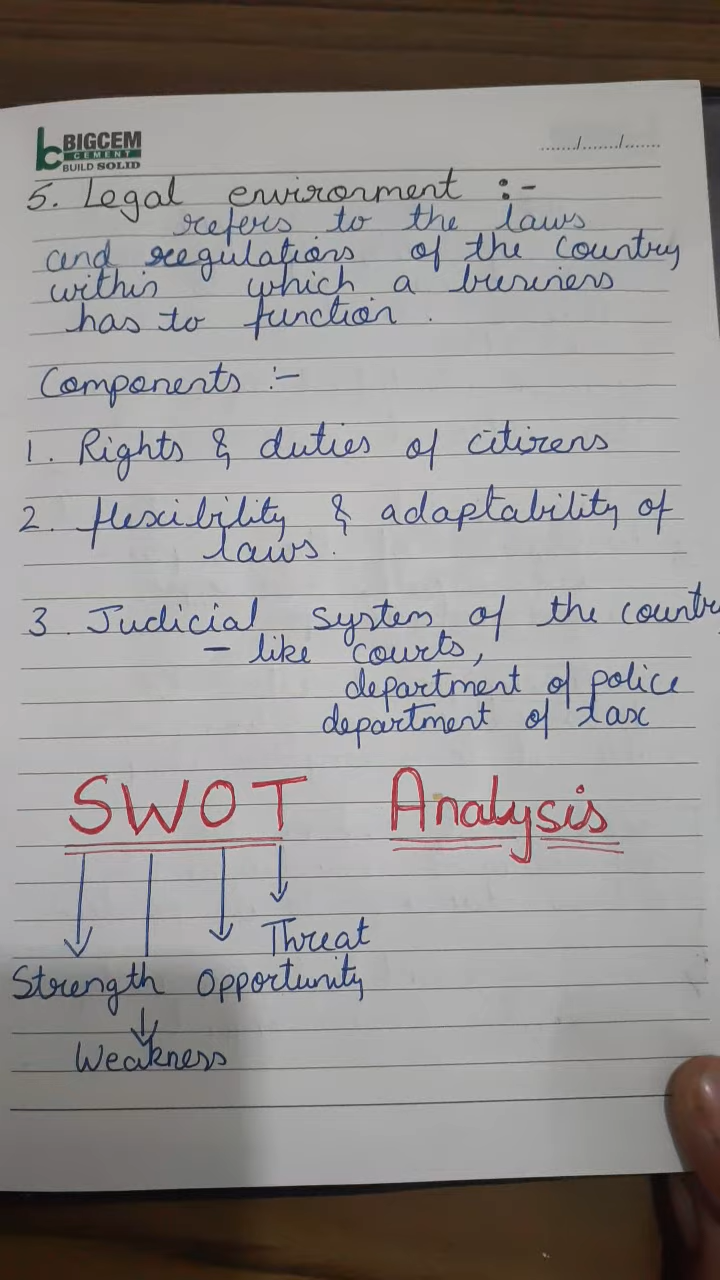 BIGCEM
CEMENT
BUILD SOLID
....../......./.......
5. Legal environment :-
refers to the laws
and regulations of the country
within which a business
has to function.
Components :-
1. Rights & duties of citizens
2. flexibility & adaptability of
laws.
3. Judicial system of the country
- like courts,
department of police
department of tax
SWOT Analysis
Threat
Strength Opportunity
Weakness